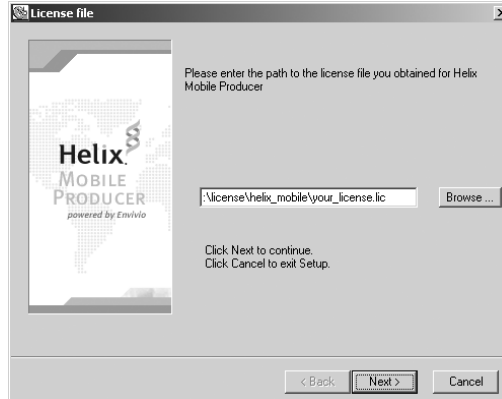 License file
Please enter the path to the license file you obtained for Helix
Mobile Producer
Helix
MOBILE
PRODUCER
powered by Envivio
:\license\helix_mobile\your_license.lic
Browse ...
Click Next to continue.
Click Cancel to exit Setup.
< Back
Next >
Cancel